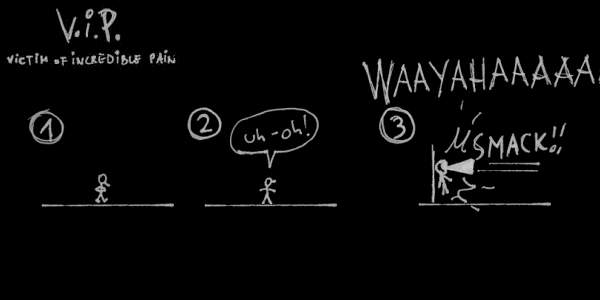 V.i.P.
VICTIM OF INCREDIBLE PAIN
WAAYAHAAAAA
1
2
uh-oh!
3
SMACK!!